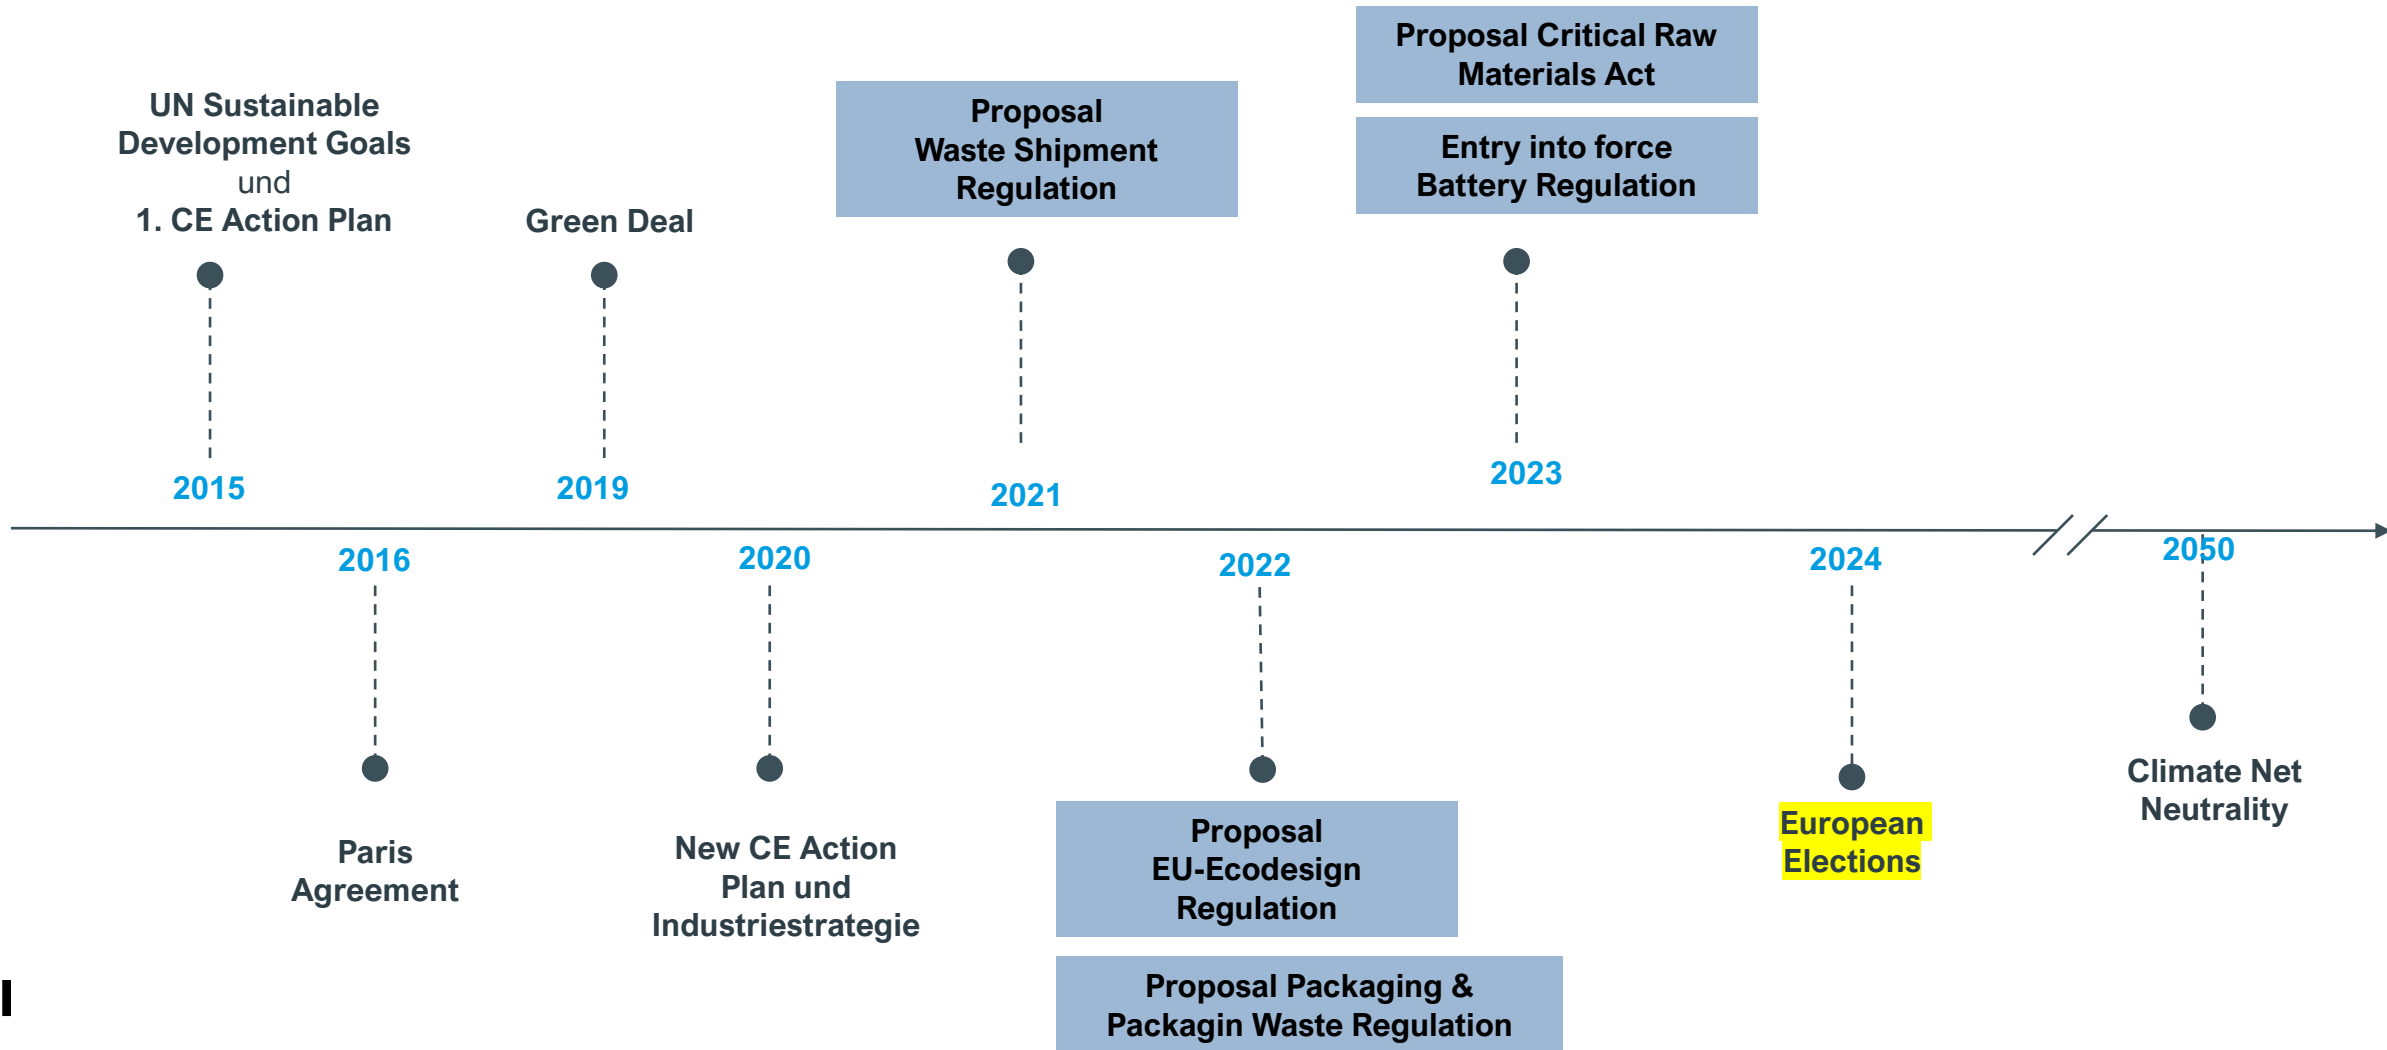 Proposal Critical Raw
Materials Act
UN Sustainable
Development Goals
und
1. CE Action Plan
Green Deal
Proposal
Waste Shipment
Regulation
Entry into force
Battery Regulation
2015
2019
2021
2023
2016
2020
2022
2024
2050
Paris
Agreement
New CE Action
Plan und
Industriestrategie
Proposal
EU-Ecodesign
Regulation
Proposal Packaging &
Packagin Waste Regulation
European
Elections
Climate Net
Neutrality